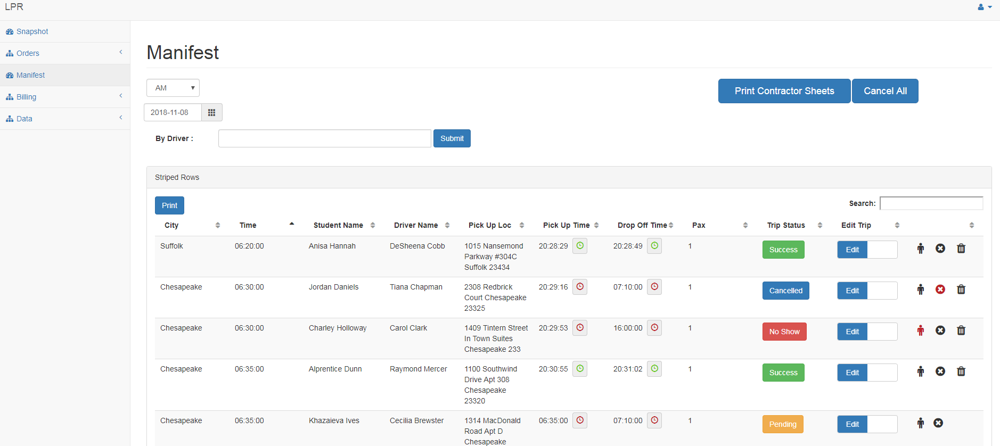 LPR
Snapshot
Orders
Manifest
Billing
Data
Manifest
AM
Print Contractor Sheets Cancel All
2018-11-08
By Driver : Submit
Striped Rows
Print Search:
City Time Student Name Driver Name Pick Up Loc Pick Up Time Drop Off Time Pax Trip Status Edit Trip
Suffolk 06:20:00 Anisa Hannah DeSheena Cobb 1015 Nansemond 20:28:29 20:28:49 1 Success Edit
Parkway #304C
Suffolk 23434
Chesapeake 06:30:00 Jordan Daniels Tiana Chapman 2308 Redbrick 20:29:16 07:10:00 1 Cancelled Edit
Court Chesapeake
23325
Chesapeake 06:30:00 Charley Holloway Carol Clark 1409 Tintern Street 20:29:53 16:00:00 1 No Show Edit
In Town Suites
Chesapeake 233
Chesapeake 06:35:00 Alprentice Dunn Raymond Mercer 1100 Southwind 20:30:55 20:31:02 1 Success Edit
Drive Apt 308
Chesapeake
23320
Chesapeake 06:35:00 Khazaieva Ives Cecilia Brewster 1314 MacDonald 06:35:00 07:10:00 1 Pending Edit
Road Apt D
Chesapeake